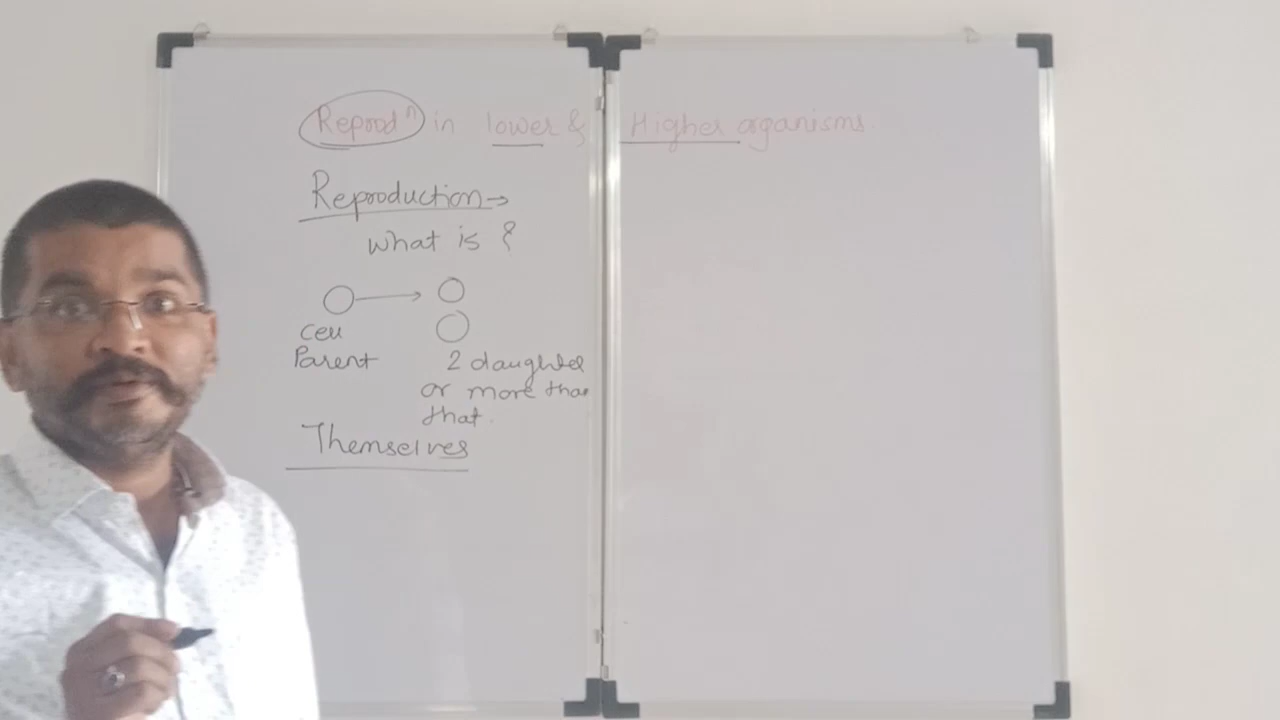 Reprodⁿ in lower & Higher organisms.
Reproduction →
what is ?
cell
Parent
2 daughter
or more than
that.
Themselves